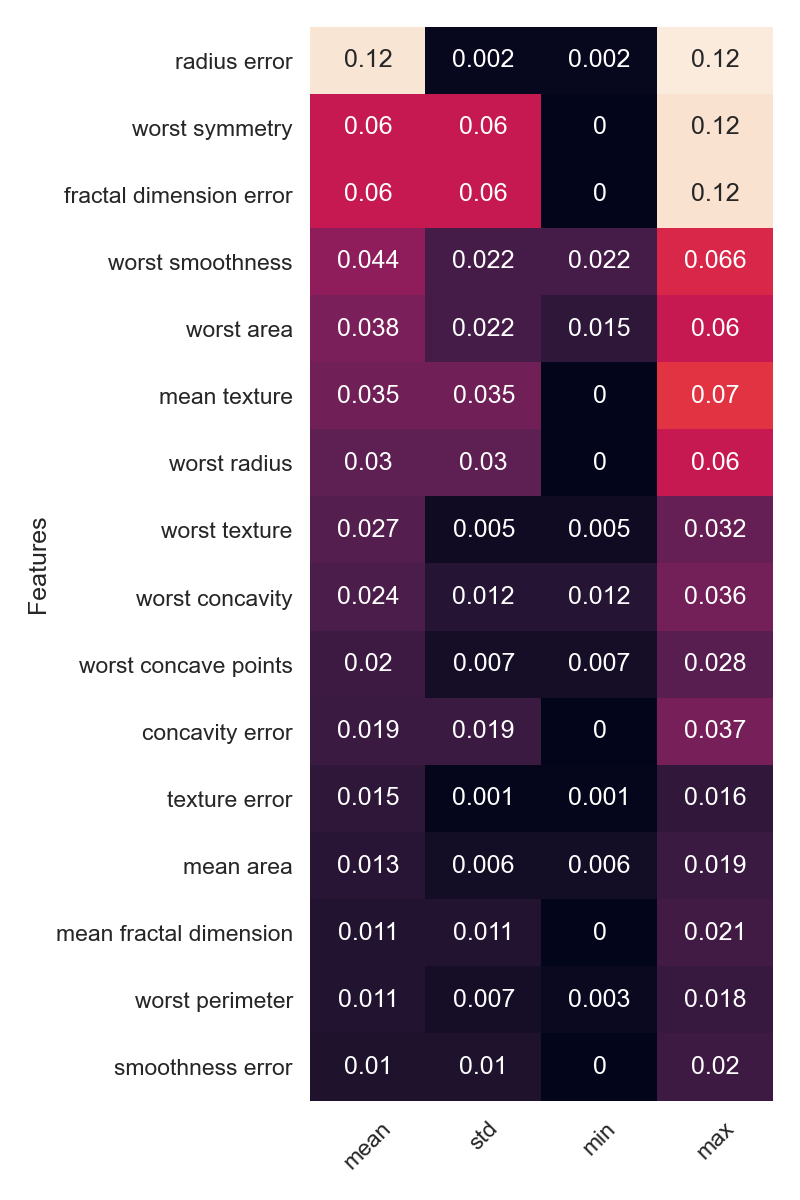 radius error 0.12 0.002 0.002 0.12
worst symmetry 0.06 0.06 0 0.12
fractal dimension error 0.06 0.06 0 0.12
worst smoothness 0.044 0.022 0.022 0.066
worst area 0.038 0.022 0.015 0.06
mean texture 0.035 0.035 0 0.07
worst radius 0.03 0.03 0 0.06
worst texture 0.027 0.005 0.005 0.032
worst concavity 0.024 0.012 0.012 0.036
worst concave points 0.02 0.007 0.007 0.028
concavity error 0.019 0.019 0 0.037
texture error 0.015 0.001 0.001 0.016
mean area 0.013 0.006 0.006 0.019
mean fractal dimension 0.011 0.011 0 0.021
worst perimeter 0.011 0.007 0.003 0.018
smoothness error 0.01 0.01 0 0.02
mean std min max
Features